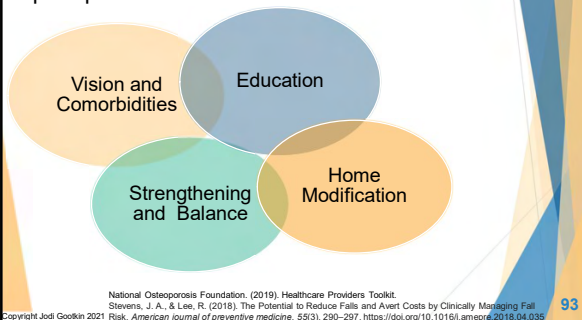 Vision and
Comorbidities
Education
Strengthening
and Balance
Home
Modification
National Osteoporosis Foundation. (2019). Healthcare Providers Toolkit.
Stevens, J. A., & Lee, R. (2018). The Potential to Reduce Falls and Avert Costs by Clinically Managing Fall
Copyright Jodi Gootkin 2021 Risk. American journal of preventive medicine, 55(3), 290–297. https://doi.org/10.1016/j.amepre.2018.04.035
93